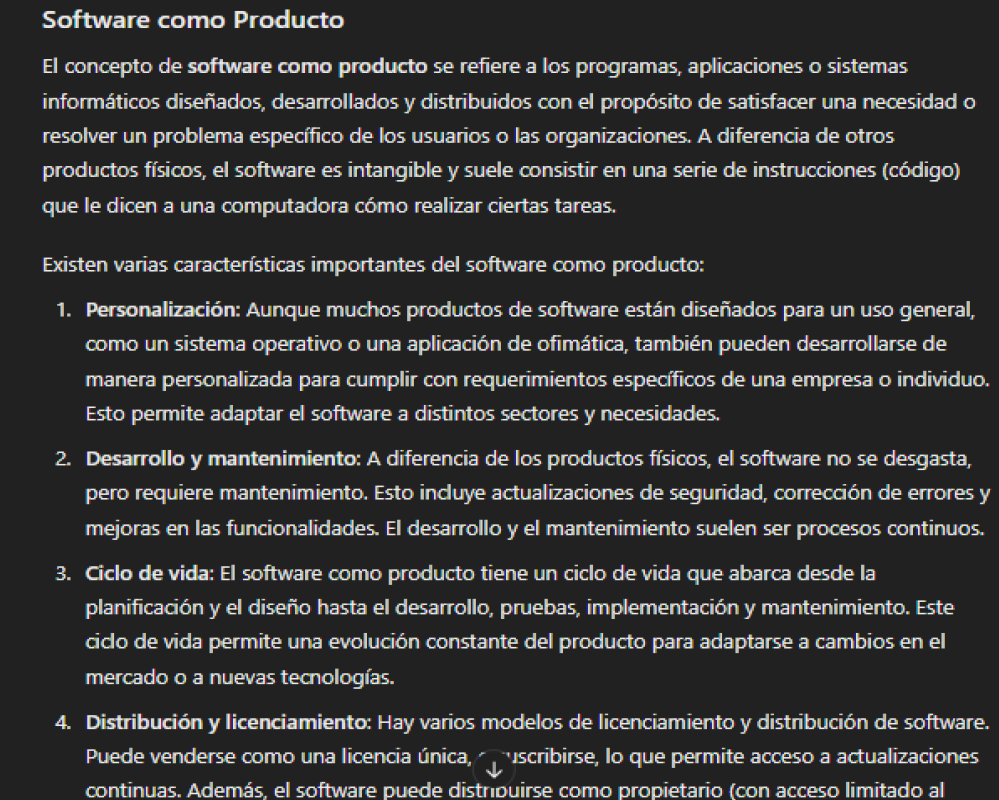 Software como Producto
El concepto de software como producto se refiere a los programas, aplicaciones o sistemas
informáticos diseñados, desarrollados y distribuidos con el propósito de satisfacer una necesidad o
resolver un problema específico de los usuarios o las organizaciones. A diferencia de otros
productos físicos, el software es intangible y suele consistir en una serie de instrucciones (código)
que le dicen a una computadora cómo realizar ciertas tareas.
Existen varias características importantes del software como producto:
1. Personalización: Aunque muchos productos de software están diseñados para un uso general,
como un sistema operativo o una aplicación de ofimática, también pueden desarrollarse de
manera personalizada para cumplir con requerimientos específicos de una empresa o individuo.
Esto permite adaptar el software a distintos sectores y necesidades.
2. Desarrollo y mantenimiento: A diferencia de los productos físicos, el software no se desgasta,
pero requiere mantenimiento. Esto incluye actualizaciones de seguridad, corrección de errores y
mejoras en las funcionalidades. El desarrollo y el mantenimiento suelen ser procesos continuos.
3. Ciclo de vida: El software como producto tiene un ciclo de vida que abarca desde la
planificación y el diseño hasta el desarrollo, pruebas, implementación y mantenimiento. Este
ciclo de vida permite una evolución constante del producto para adaptarse a cambios en el
mercado o a nuevas tecnologías.
4. Distribución y licenciamiento: Hay varios modelos de licenciamiento y distribución de software.
Puede venderse como una licencia única, suscribirse, lo que permite acceso a actualizaciones
continuas. Además, el software puede distribuirse como propietario (con acceso limitado al